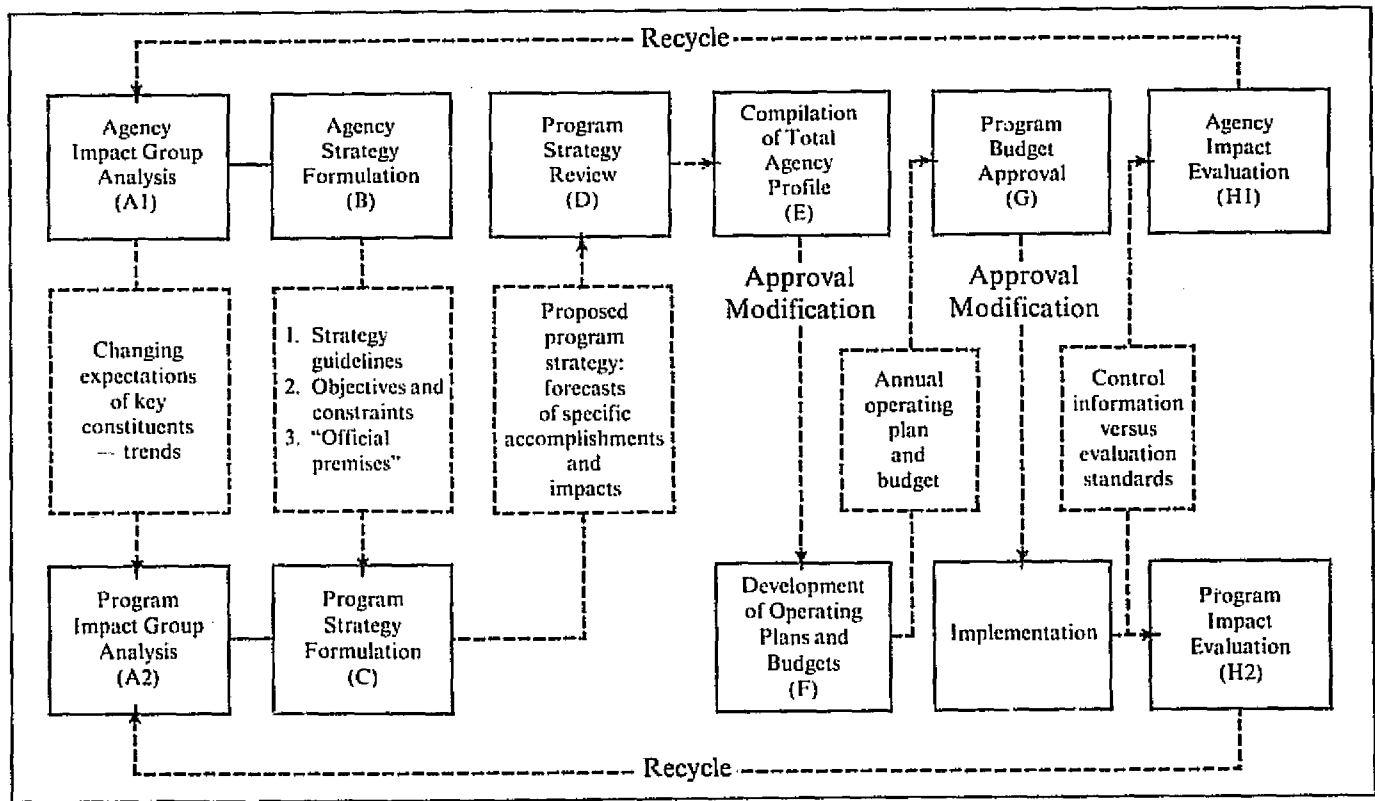 Recycle
Agency
Impact Group
Analysis
(A1)
Agency
Strategy
Formulation
(B)
Program
Strategy
Review
(D)
Compilation
of Total
Agency
Profile
(E)
Program
Budget
Approval
(G)
Agency
Impact
Evaluation
(H1)
Changing
expectations
of key
constituents
— trends
1. Strategy
guidelines
2. Objectives and
constraints
3. “Official
premises”
Proposed
program
strategy:
forecasts
of specific
accomplishments
and
impacts
Approval
Modification
Annual
operating
plan
and
budget
Approval
Modification
Control
information
versus
evaluation
standards
Program
Impact Group
Analysis
(A2)
Program
Strategy
Formulation
(C)
Development
of Operating
Plans and
Budgets
(F)
Implementation
Program
Impact
Evaluation
(H2)
Recycle